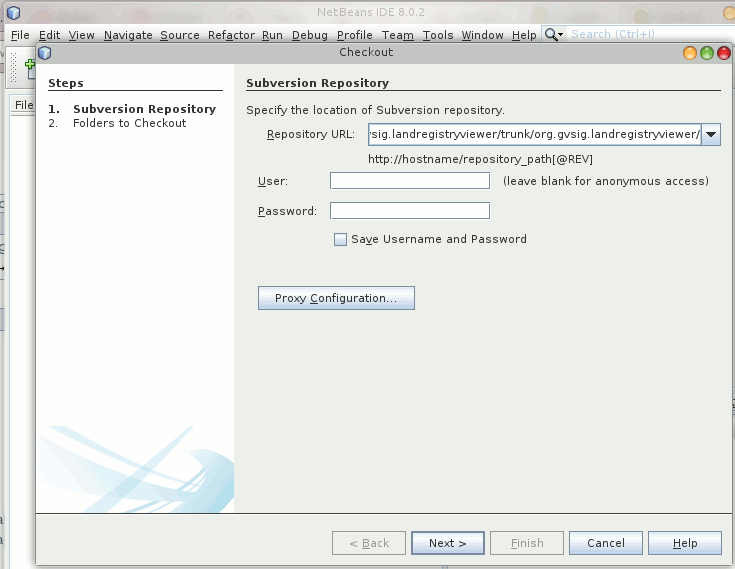 NetBeans IDE 8.0.2
File Edit View Navigate Source Refactor Run Debug Profile Team Tools Window Help Search (Ctrl+I)
Checkout
File
Steps
1. Subversion Repository
2. Folders to Checkout
Subversion Repository
Specify the location of Subversion repository.
Repository URL: sig.landregistryviewer/trunk/org.gvsig.landregistryviewer/
http://hostname/repository_path[@REV]
User: (leave blank for anonymous access)
Password:
Save Username and Password
Proxy Configuration...
< Back Next > Finish Cancel Help